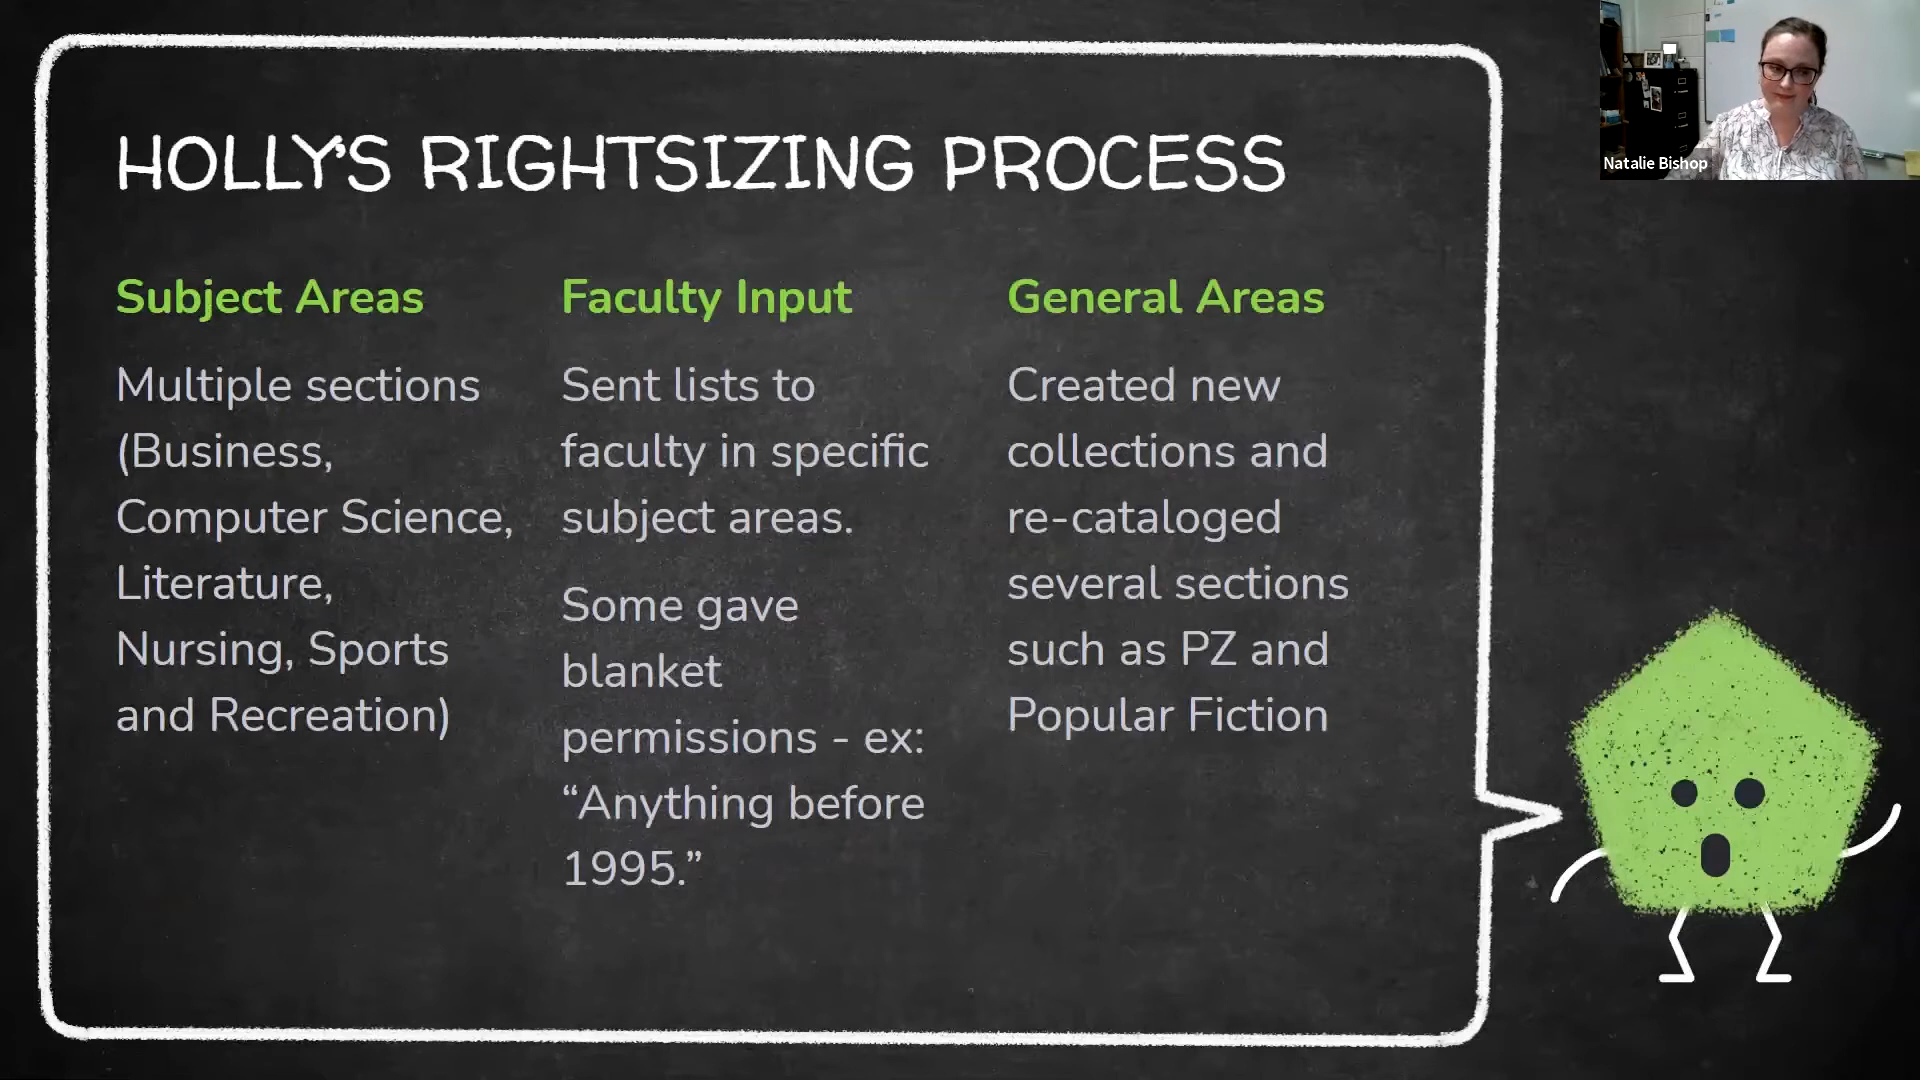 HOLLY'S RIGHTSIZING PROCESS
Subject Areas
Multiple sections
(Business,
Computer Science,
Literature,
Nursing, Sports
and Recreation)
Faculty Input
Sent lists to
faculty in specific
subject areas.
Some gave
blanket
permissions - ex:
“Anything before
1995.”
General Areas
Created new
collections and
re-cataloged
several sections
such as PZ and
Popular Fiction
Natalie Bishop